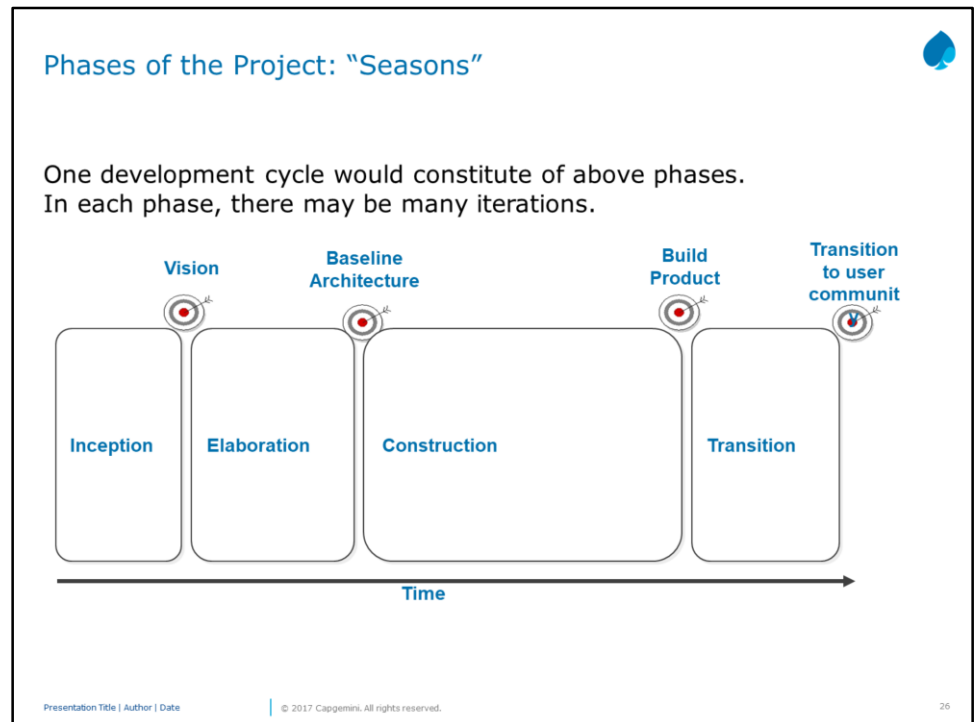 Phases of the Project: “Seasons”
One development cycle would constitute of above phases.
In each phase, there may be many iterations.
Vision
Baseline
Architecture
Build
Product
Transition
to user
communit
y
Inception
Elaboration
Construction
Transition
Time
Presentation Title | Author | Date
© 2017 Capgemini. All rights reserved.
26